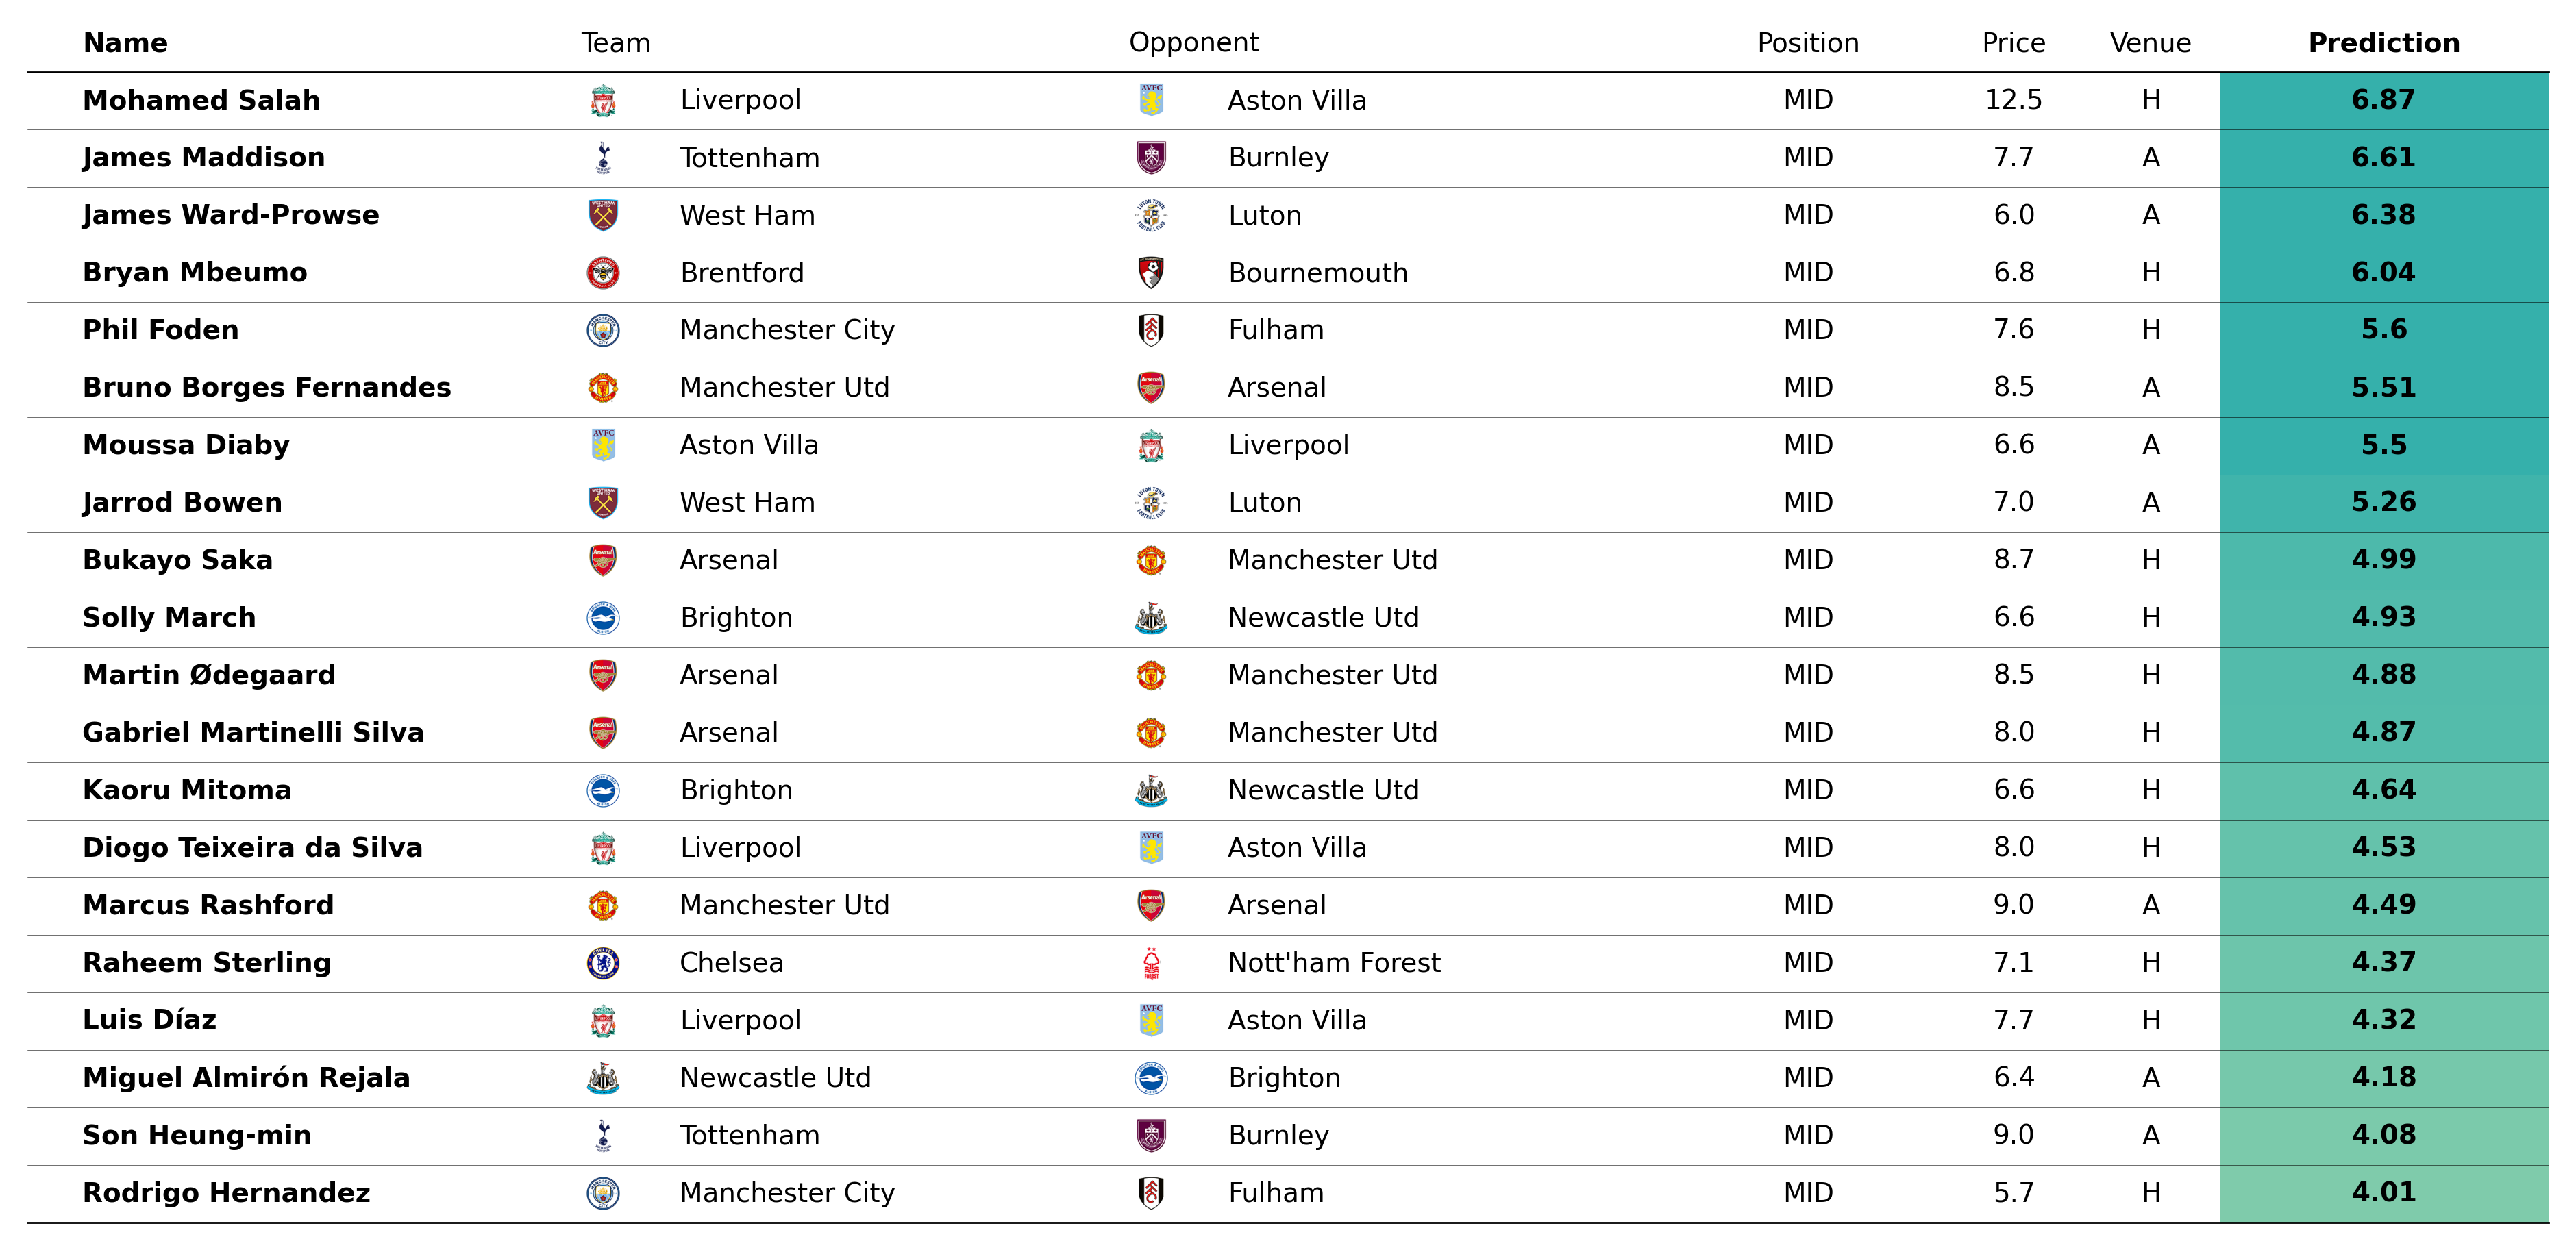 Name Team Opponent Position Price Venue Prediction
Mohamed Salah Liverpool Aston Villa MID 12.5 H 6.87
James Maddison Tottenham Burnley MID 7.7 A 6.61
James Ward-Prowse West Ham Luton MID 6.0 A 6.38
Bryan Mbeumo Brentford Bournemouth MID 6.8 H 6.04
Phil Foden Manchester City Fulham MID 7.6 H 5.6
Bruno Borges Fernandes Manchester Utd Arsenal MID 8.5 A 5.51
Moussa Diaby Aston Villa Liverpool MID 6.6 A 5.5
Jarrod Bowen West Ham Luton MID 7.0 A 5.26
Bukayo Saka Arsenal Manchester Utd MID 8.7 H 4.99
Solly March Brighton Newcastle Utd MID 6.6 H 4.93
Martin Ødegaard Arsenal Manchester Utd MID 8.5 H 4.88
Gabriel Martinelli Silva Arsenal Manchester Utd MID 8.0 H 4.87
Kaoru Mitoma Brighton Newcastle Utd MID 6.6 H 4.64
Diogo Teixeira da Silva Liverpool Aston Villa MID 8.0 H 4.53
Marcus Rashford Manchester Utd Arsenal MID 9.0 A 4.49
Raheem Sterling Chelsea Nott'ham Forest MID 7.1 H 4.37
Luis Díaz Liverpool Aston Villa MID 7.7 H 4.32
Miguel Almirón Rejala Newcastle Utd Brighton MID 6.4 A 4.18
Son Heung-min Tottenham Burnley MID 9.0 A 4.08
Rodrigo Hernandez Manchester City Fulham MID 5.7 H 4.01